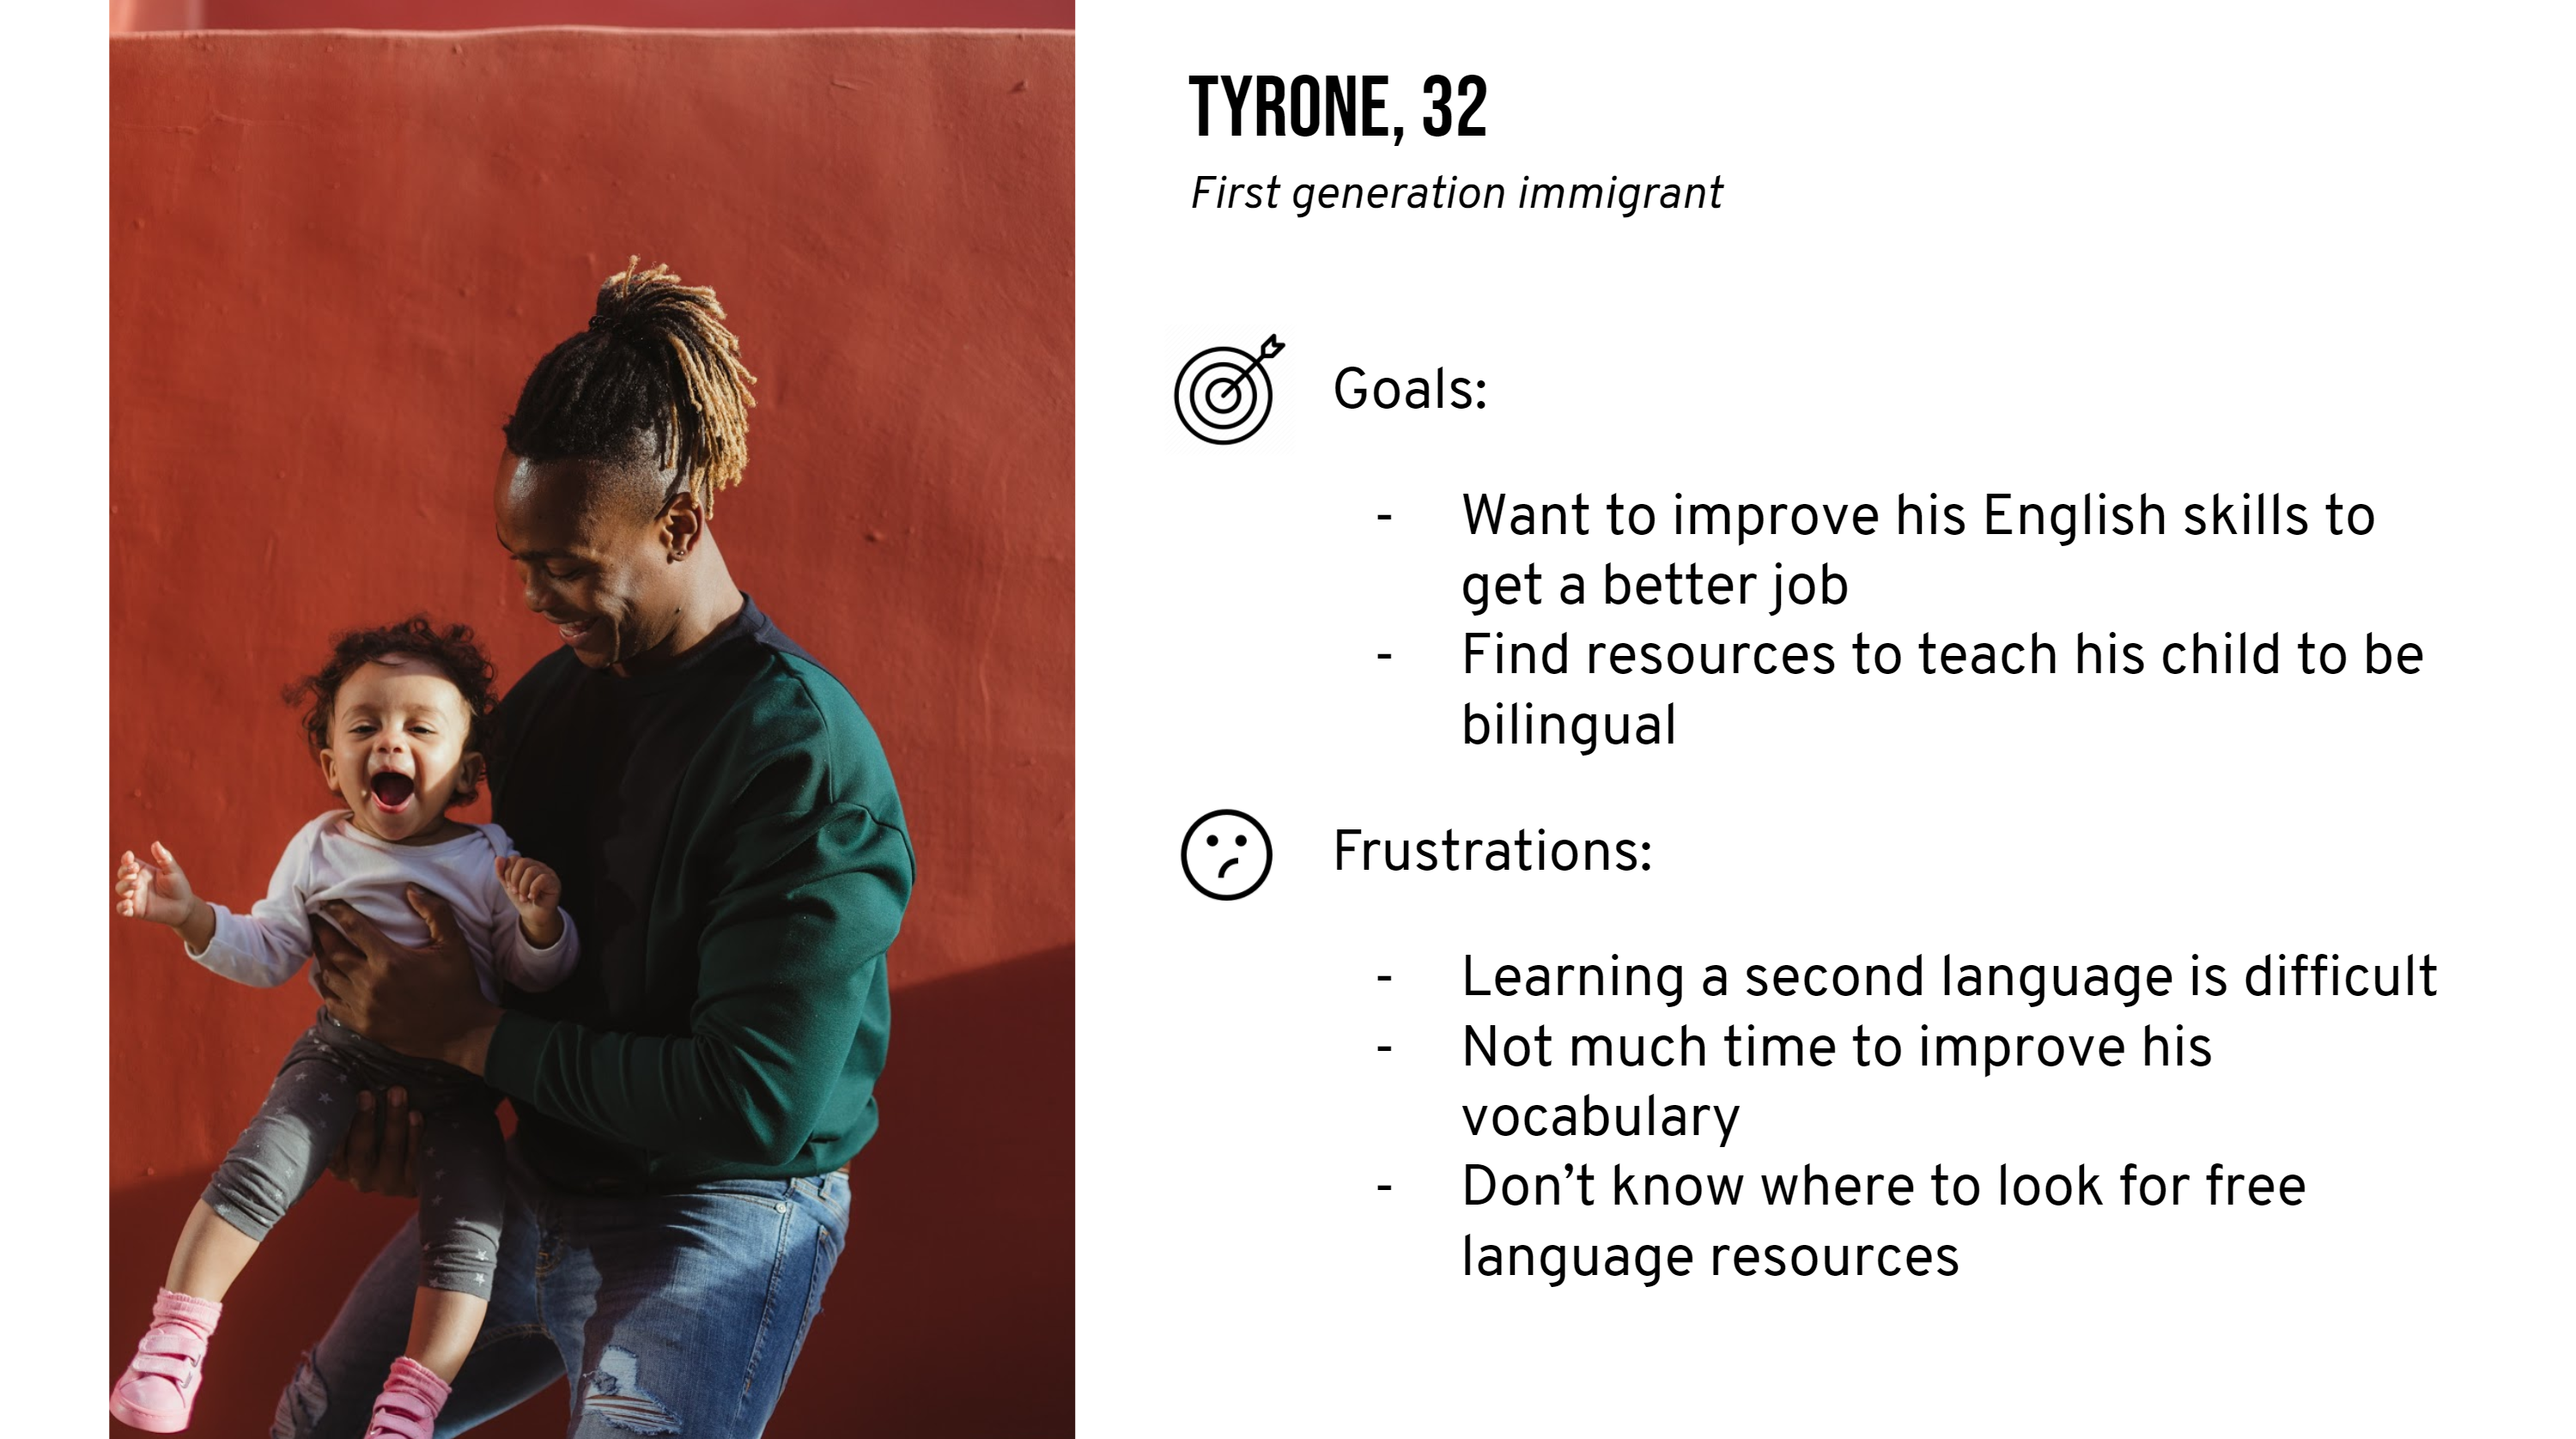 TYRONE, 32
First generation immigrant
Goals:
- Want to improve his English skills to
get a better job
- Find resources to teach his child to be
bilingual
Frustrations:
- Learning a second language is difficult
- Not much time to improve his
vocabulary
- Don’t know where to look for free
language resources